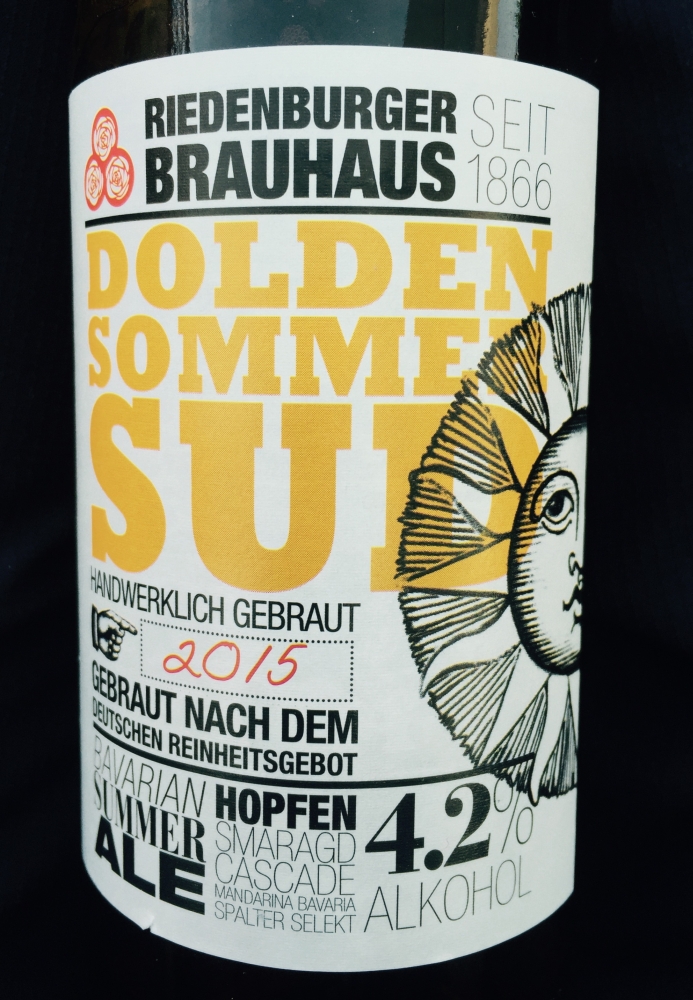 RIEDENBURGER
BRAUHAUS
SEIT
1866
DOLDEN
SOMMER
SUD
HANDWERKLICH GEBRAUT
2015
GEBRAUT NACH DEM
DEUTSCHEN REINHEITSGEBOT
BAVARIAN
SUMMER
ALE
HOPFEN
SMARAGD
CASCADE
MANDARINA BAVARIA
SPALTER SELEKT
4.2%
ALKOHOL